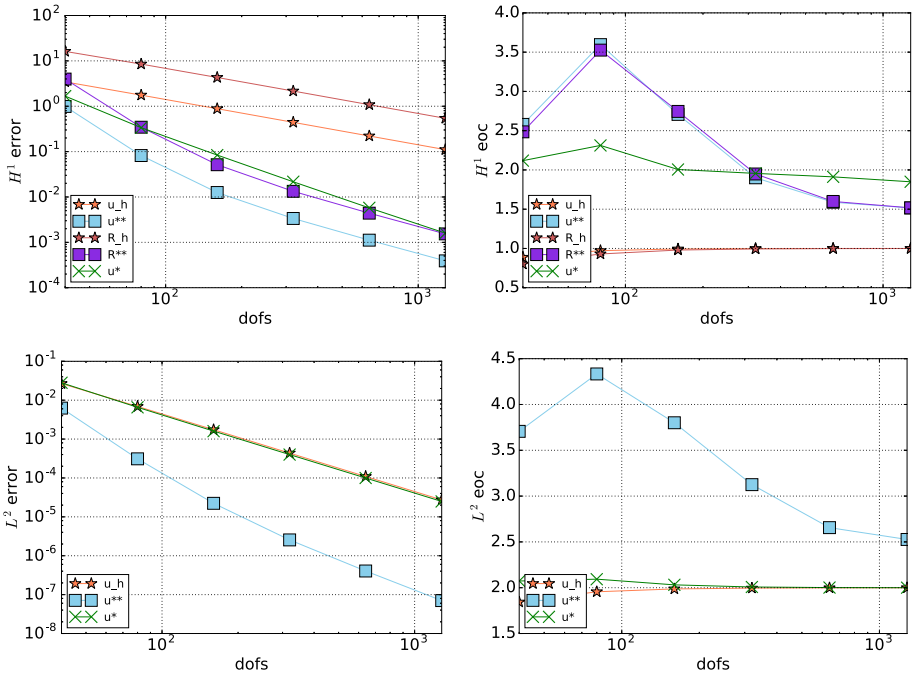 10^2
10^1
10^0
10^-1
10^-2
10^-3
10^-4
H^1 error
u_h
u**
R_h
R**
u*
10^2
10^3
dofs
4.0
3.5
3.0
2.5
2.0
1.5
1.0
0.5
H^1 eoc
u_h
u**
R_h
R**
u*
10^2
10^3
dofs
10^-1
10^-2
10^-3
10^-4
10^-5
10^-6
10^-7
10^-8
L^2 error
u_h
u**
u*
10^2
10^3
dofs
4.5
4.0
3.5
3.0
2.5
2.0
1.5
L^2 eoc
u_h
u**
u*
10^2
10^3
dofs